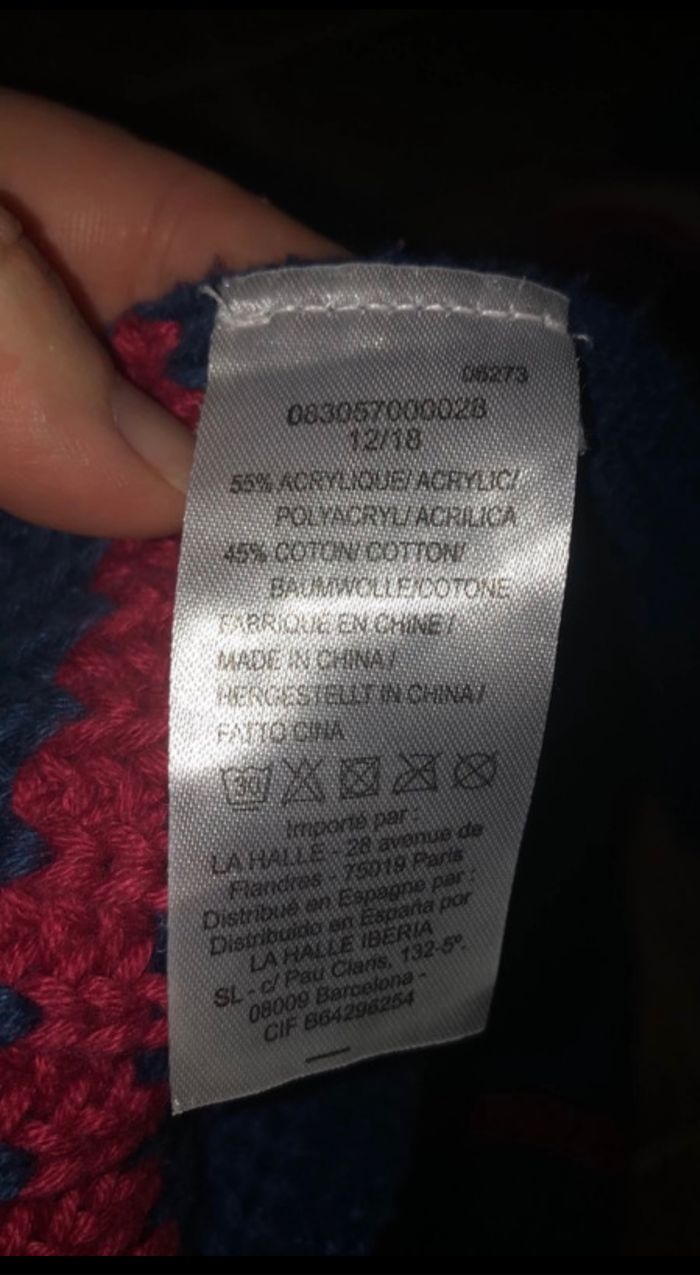 06273
083057000028
12/18
55% ACRYLIQUE/ ACRYLIC/
POLYACRYL/ ACRILICA
45% COTON/ COTTON/
BAUMWOLLE/COTONE
FABRIQUE EN CHINE /
MADE IN CHINA /
HERGESTELLT IN CHINA /
FATTO CINA
30
Importé par :
LA HALLE - 28 avenue de
Flandres - 75019 Paris
Distribué en Espagne par :
Distribuido en España por
LA HALLE IBERIA
SL - c/ Pau Claris, 132-5º.
08009 Barcelona -
CIF B64296254